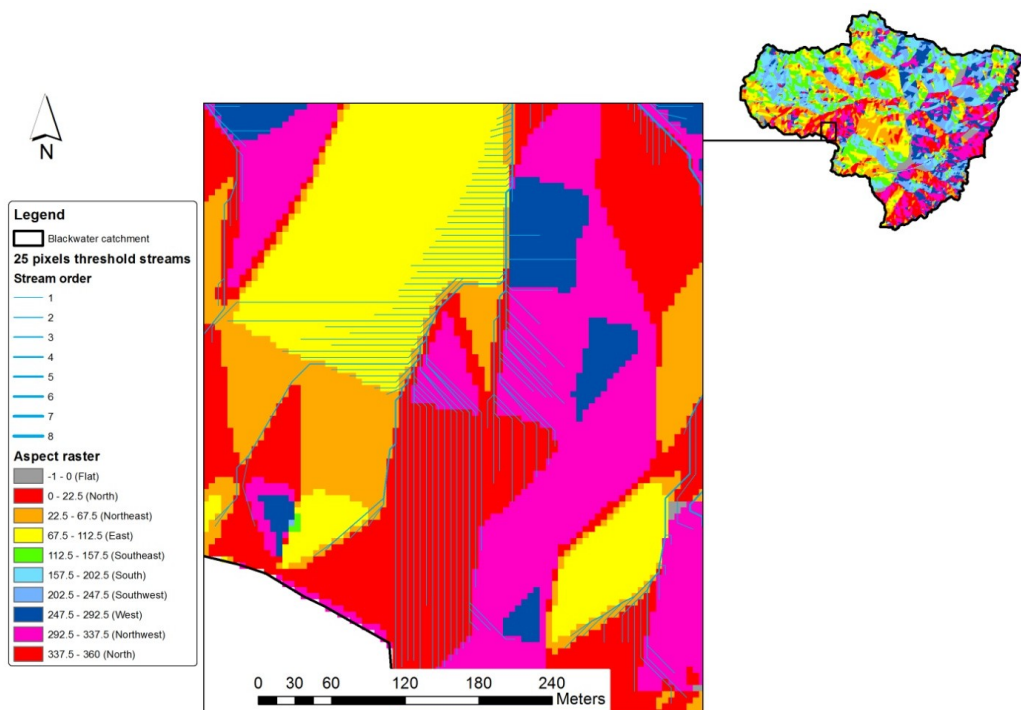 N
Legend
Blackwater catchment
25 pixels threshold streams
Stream order
1
2
3
4
5
6
7
8
Aspect raster
-1 - 0 (Flat)
0 - 22.5 (North)
22.5 - 67.5 (Northeast)
67.5 - 112.5 (East)
112.5 - 157.5 (Southeast)
157.5 - 202.5 (South)
202.5 - 247.5 (Southwest)
247.5 - 292.5 (West)
292.5 - 337.5 (Northwest)
337.5 - 360 (North)
0 30 60 120 180 240
Meters